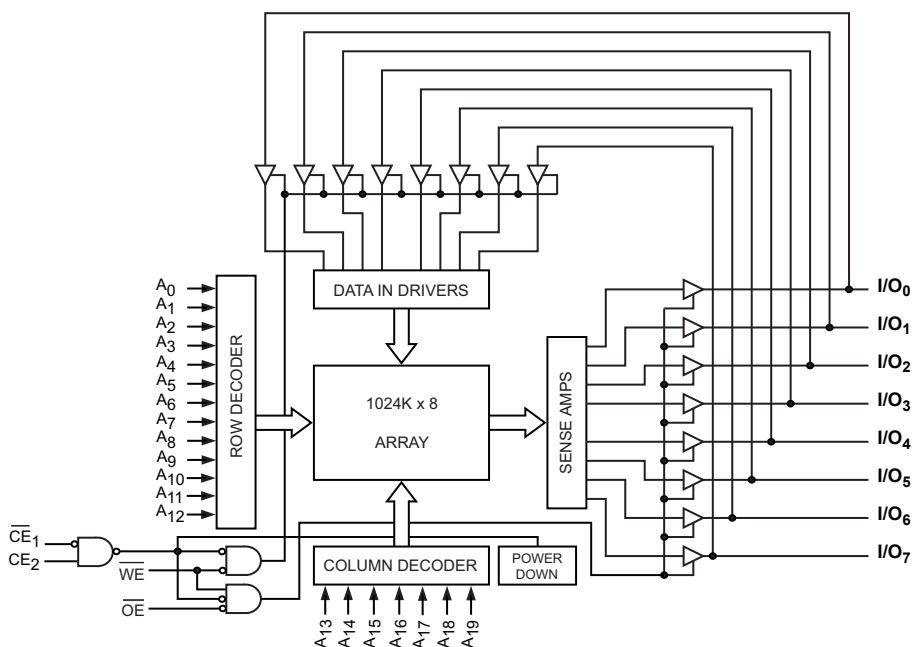 DATA IN DRIVERS
A0
A1
A2
A3
A4
A5
A6
A7
A8
A9
A10
A11
A12
ROW DECODER
1024K x 8
ARRAY
SENSE AMPS
I/O0
I/O1
I/O2
I/O3
I/O4
I/O5
I/O6
I/O7
CE1
CE2
WE
OE
COLUMN DECODER
POWER
DOWN
A13
A14
A15
A16
A17
A18
A19